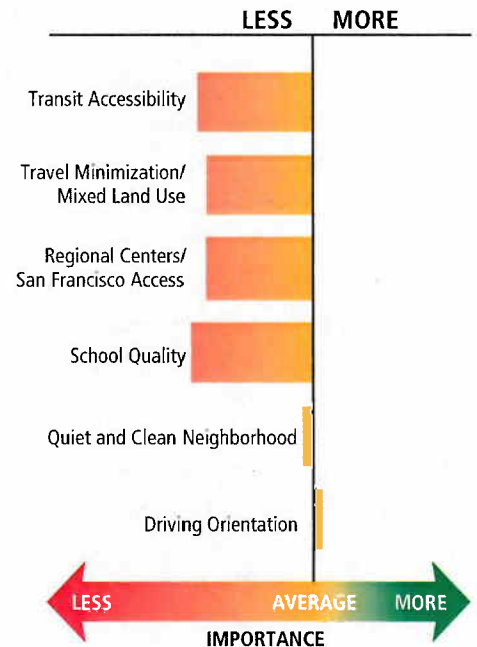 LESS MORE
Transit Accessibility
Travel Minimization/
Mixed Land Use
Regional Centers/
San Francisco Access
School Quality
Quiet and Clean Neighborhood
Driving Orientation
LESS AVERAGE MORE
IMPORTANCE